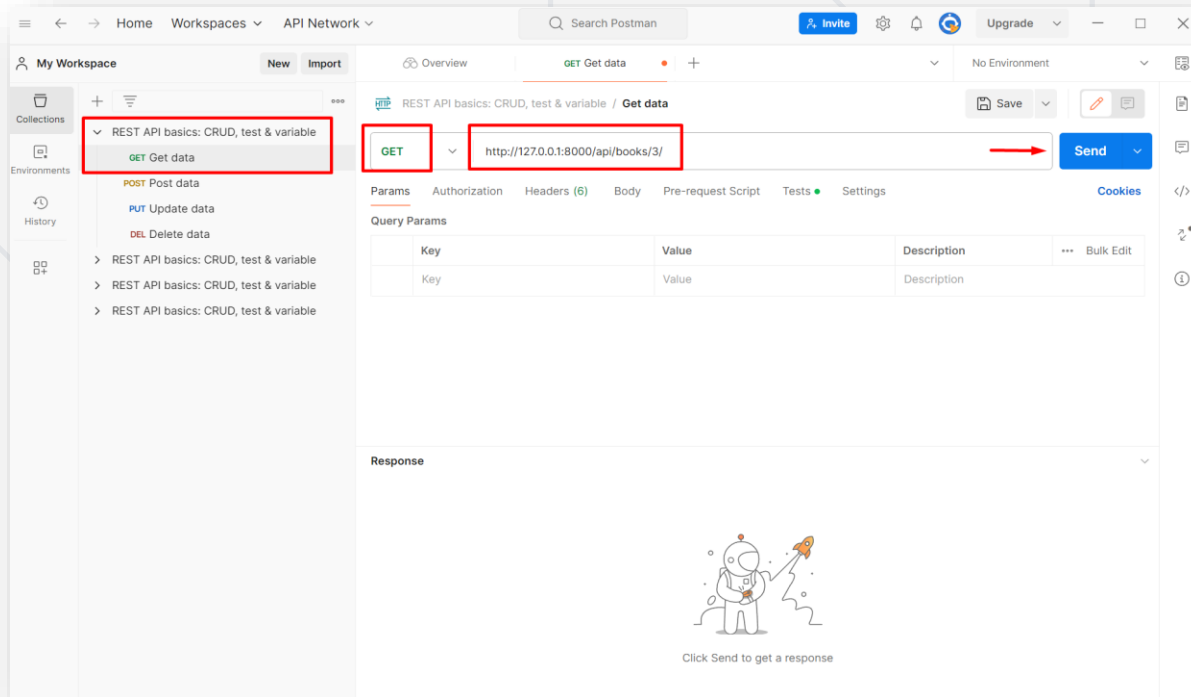 Home Workspaces API Network Search Postman Invite Upgrade
My Workspace New Import Overview GET Get data No Environment
Collections
Environments
History
REST API basics: CRUD, test & variable
GET Get data
POST Post data
PUT Update data
DEL Delete data
REST API basics: CRUD, test & variable
REST API basics: CRUD, test & variable
REST API basics: CRUD, test & variable
HTTP REST API basics: CRUD, test & variable / Get data Save
GET http://127.0.0.1:8000/api/books/3/ Send
Params Authorization Headers (6) Body Pre-request Script Tests Settings Cookies
Query Params
Key Value Description Bulk Edit
Key Value Description
Response
Click Send to get a response